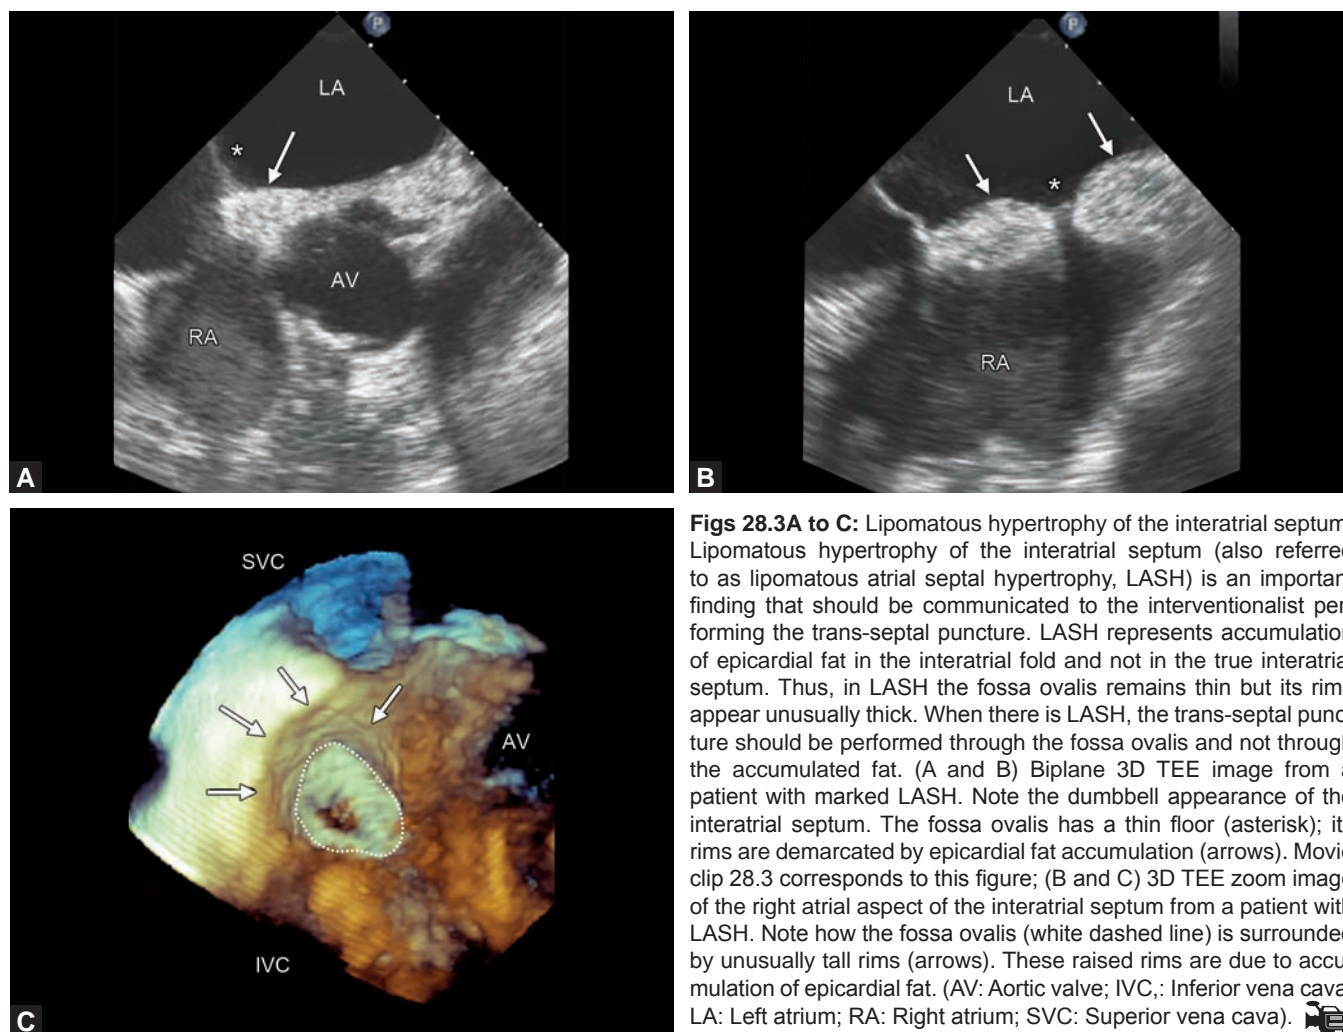 P
LA
*
AV
RA
A
P
LA
*
RA
B
SVC
AV
IVC
C
Figs 28.3A to C: Lipomatous hypertrophy of the interatrial septum
Lipomatous hypertrophy of the interatrial septum (also referre
to as lipomatous atrial septal hypertrophy, LASH) is an importan
finding that should be communicated to the interventionalist per
forming the trans-septal puncture. LASH represents accumulatio
of epicardial fat in the interatrial fold and not in the true interatria
septum. Thus, in LASH the fossa ovalis remains thin but its rim
appear unusually thick. When there is LASH, the trans-septal punc
ture should be performed through the fossa ovalis and not through
the accumulated fat. (A and B) Biplane 3D TEE image from a
patient with marked LASH. Note the dumbbell appearance of the
interatrial septum. The fossa ovalis has a thin floor (asterisk); it
rims are demarcated by epicardial fat accumulation (arrows). Movi
clip 28.3 corresponds to this figure; (B and C) 3D TEE zoom image
of the right atrial aspect of the interatrial septum from a patient with
LASH. Note how the fossa ovalis (white dashed line) is surrounde
by unusually tall rims (arrows). These raised rims are due to accu
mulation of epicardial fat. (AV: Aortic valve; IVC,: Inferior vena cava
LA: Left atrium; RA: Right atrium; SVC: Superior vena cava).